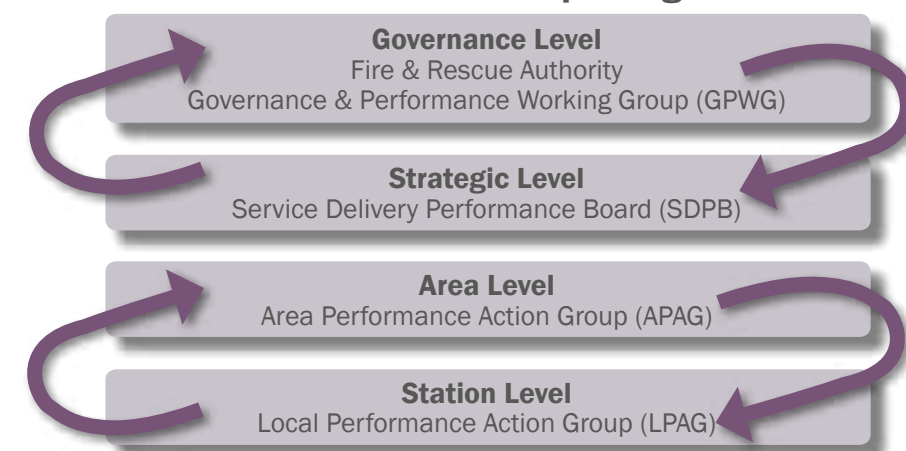 Governance Level
Fire & Rescue Authority
Governance & Performance Working Group (GPWG)
Strategic Level
Service Delivery Performance Board (SDPB)
Area Level
Area Performance Action Group (APAG)
Station Level
Local Performance Action Group (LPAG)